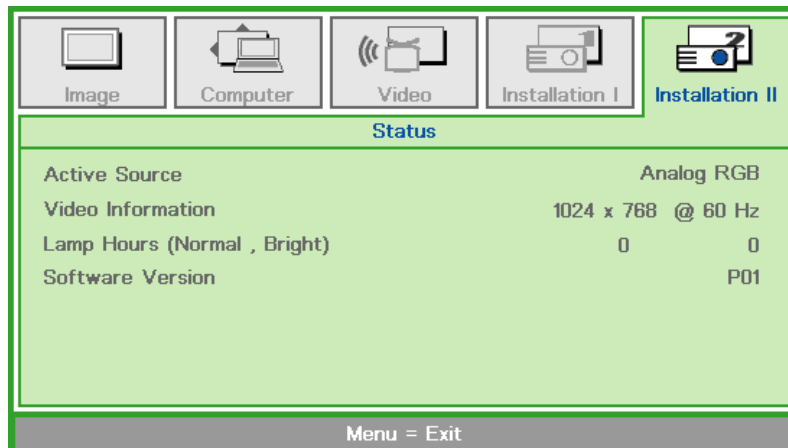 Image Computer Video Installation I Installation II
Status
Active Source Analog RGB
Video Information 1024 x 768 @ 60 Hz
Lamp Hours (Normal , Bright) 0 0
Software Version P01
Menu = Exit